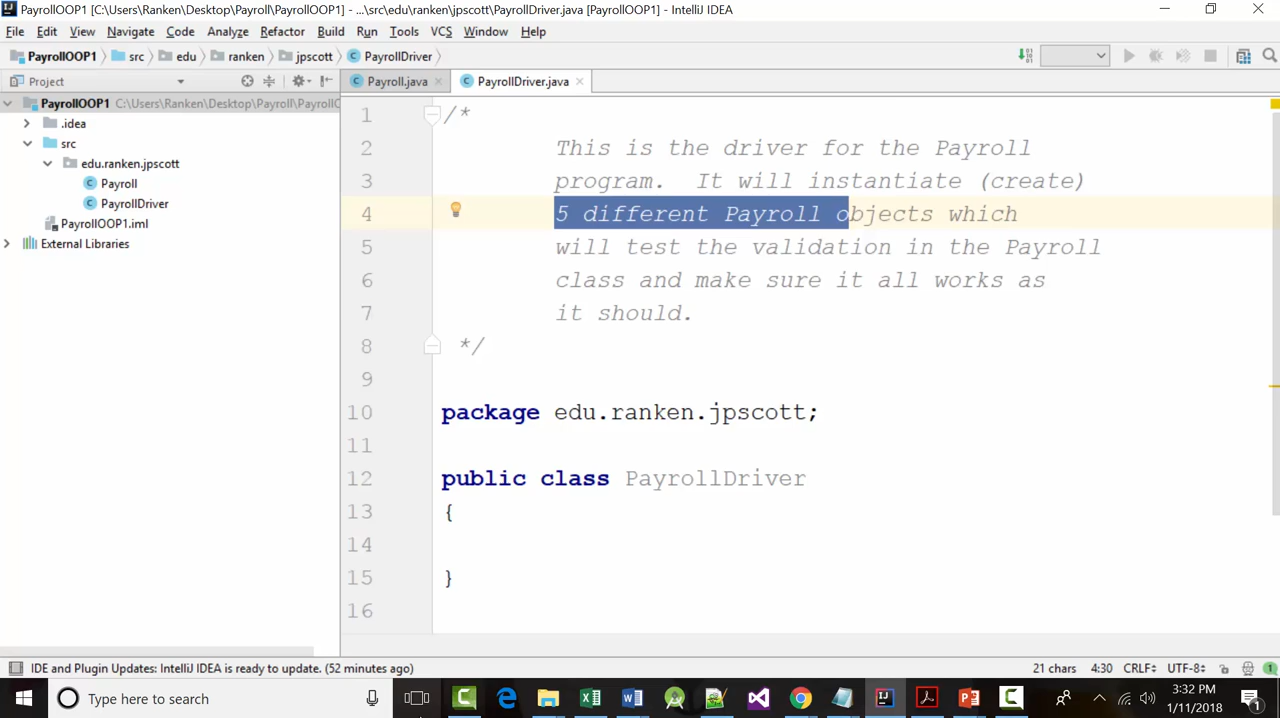 PayrollOOP1 [C:\Users\Ranken\Desktop\Payroll\PayrollOOP1] - ...\src\edu\ranken\jpscott\PayrollDriver.java [PayrollOOP1] - IntelliJ IDEA
File Edit View Navigate Code Analyze Refactor Build Run Tools VCS Window Help
PayrollOOP1 src edu ranken jpscott PayrollDriver
Project
Payroll.java PayrollDriver.java
PayrollOOP1 C:\Users\Ranken\Desktop\Payroll\PayrollO
.idea
src
edu.ranken.jpscott
Payroll
PayrollDriver
PayrollOOP1.iml
External Libraries
1 /*
2 This is the driver for the Payroll
3 program. It will instantiate (create)
4 5 different Payroll objects which
5 will test the validation in the Payroll
6 class and make sure it all works as
7 it should.
8 */
9
10 package edu.ranken.jpscott;
11
12 public class PayrollDriver
13 {
14
15 }
16
IDE and Plugin Updates: IntelliJ IDEA is ready to update. (52 minutes ago) 21 chars 4:30 CRLF UTF-8 1
Type here to search
3:32 PM
1/11/2018
1